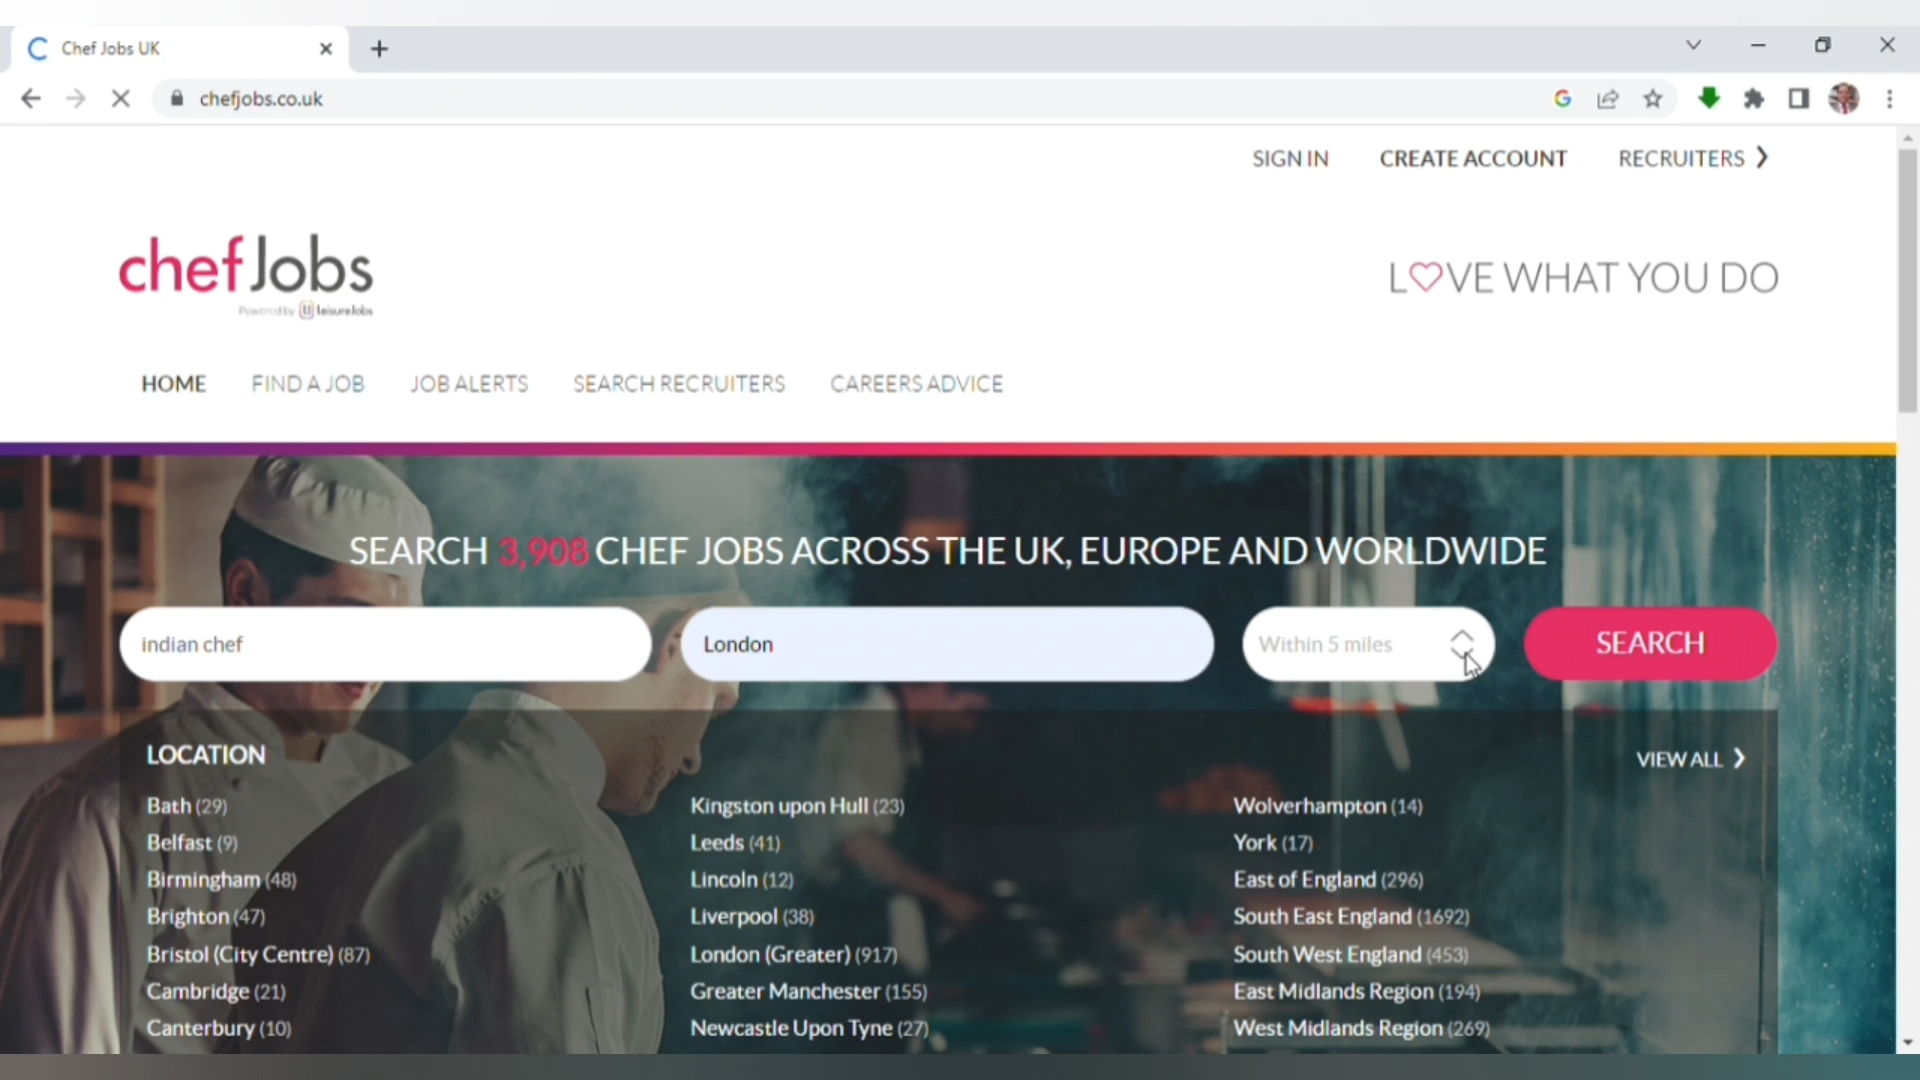 Chef Jobs UK
chefjobs.co.uk
SIGN IN CREATE ACCOUNT RECRUITERS
chefJobs
Powered by leisureJobs
LOVE WHAT YOU DO
HOME FIND A JOB JOB ALERTS SEARCH RECRUITERS CAREERS ADVICE
SEARCH 3,908 CHEF JOBS ACROSS THE UK, EUROPE AND WORLDWIDE
indian chef London Within 5 miles SEARCH
LOCATION VIEW ALL
Bath (29)
Belfast (9)
Birmingham (48)
Brighton (47)
Bristol (City Centre) (87)
Cambridge (21)
Canterbury (10)
Kingston upon Hull (23)
Leeds (41)
Lincoln (12)
Liverpool (38)
London (Greater) (917)
Greater Manchester (155)
Newcastle Upon Tyne (27)
Wolverhampton (14)
York (17)
East of England (296)
South East England (1692)
South West England (453)
East Midlands Region (194)
West Midlands Region (269)